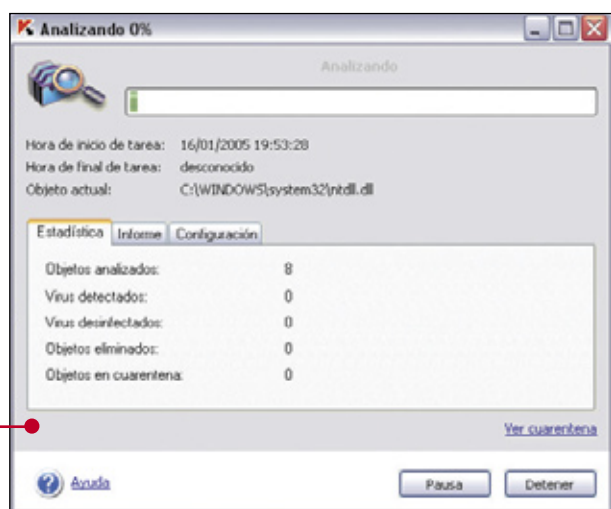 Analizando 0%
Analizando
Hora de inicio de tarea: 16/01/2005 19:53:28
Hora de final de tarea: desconocido
Objeto actual: C:\WINDOWS\system32\ntdll.dll
Estadística Informe Configuración
Objetos analizados: 8
Virus detectados: 0
Virus desinfectados: 0
Objetos eliminados: 0
Objetos en cuarentena: 0
Ver cuarentena
Ayuda Pausa Detener